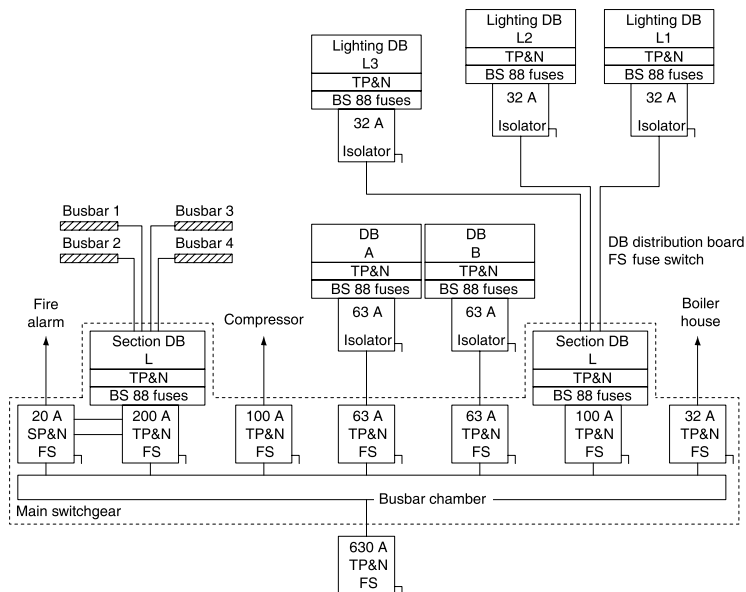 Lighting DB
L3
TP&N
BS 88 fuses
32 A
Isolator
Lighting DB
L2
TP&N
BS 88 fuses
32 A
Isolator
Lighting DB
L1
TP&N
BS 88 fuses
32 A
Isolator
Busbar 1
Busbar 2
Busbar 3
Busbar 4
DB
A
TP&N
BS 88 fuses
63 A
Isolator
DB
B
TP&N
BS 88 fuses
63 A
Isolator
DB distribution board
FS fuse switch
Fire
alarm
Section DB
L
TP&N
BS 88 fuses
Compressor
Section DB
L
TP&N
BS 88 fuses
Boiler
house
20 A
SP&N
FS
200 A
TP&N
FS
100 A
TP&N
FS
63 A
TP&N
FS
63 A
TP&N
FS
100 A
TP&N
FS
32 A
TP&N
FS
Busbar chamber
Main switchgear
630 A
TP&N
FS